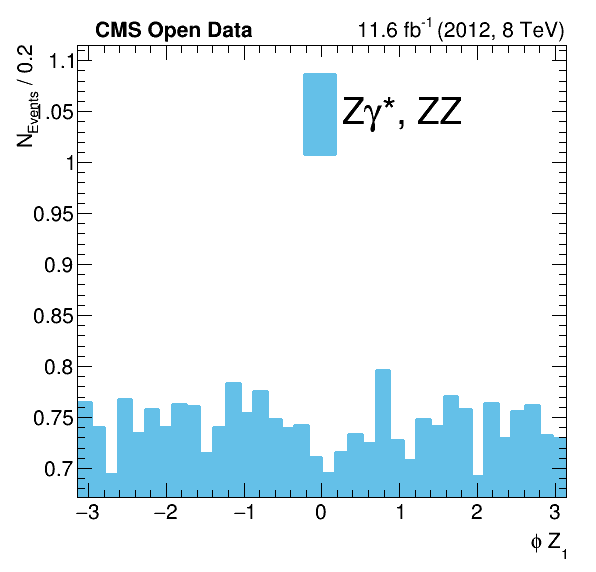 CMS Open Data 11.6 fb⁻¹ (2012, 8 TeV)
N_Events / 0.2
Zγ*, ZZ
1.1
1.05
1
0.95
0.9
0.85
0.8
0.75
0.7
−3 −2 −1 0 1 2 3
ϕ Z₁